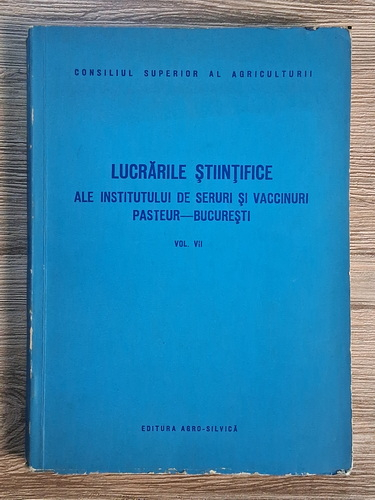 CONSILIUL SUPERIOR AL AGRICULTURII
LUCRĂRILE ŞTIINŢIFICE
ALE INSTITUTULUI DE SERURI ŞI VACCINURI
PASTEUR—BUCUREŞTI
VOL. VII
EDITURA AGRO-SILVICĂ